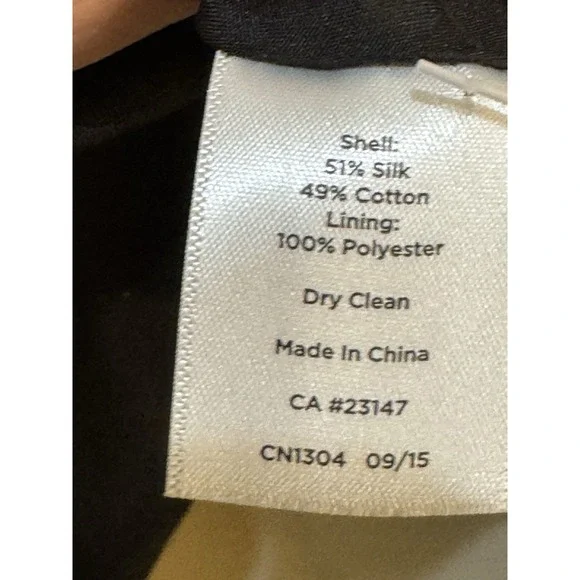 Shell:
51% Silk
49% Cotton
Lining:
100% Polyester
Dry Clean
Made In China
CA #23147
CN1304 09/15